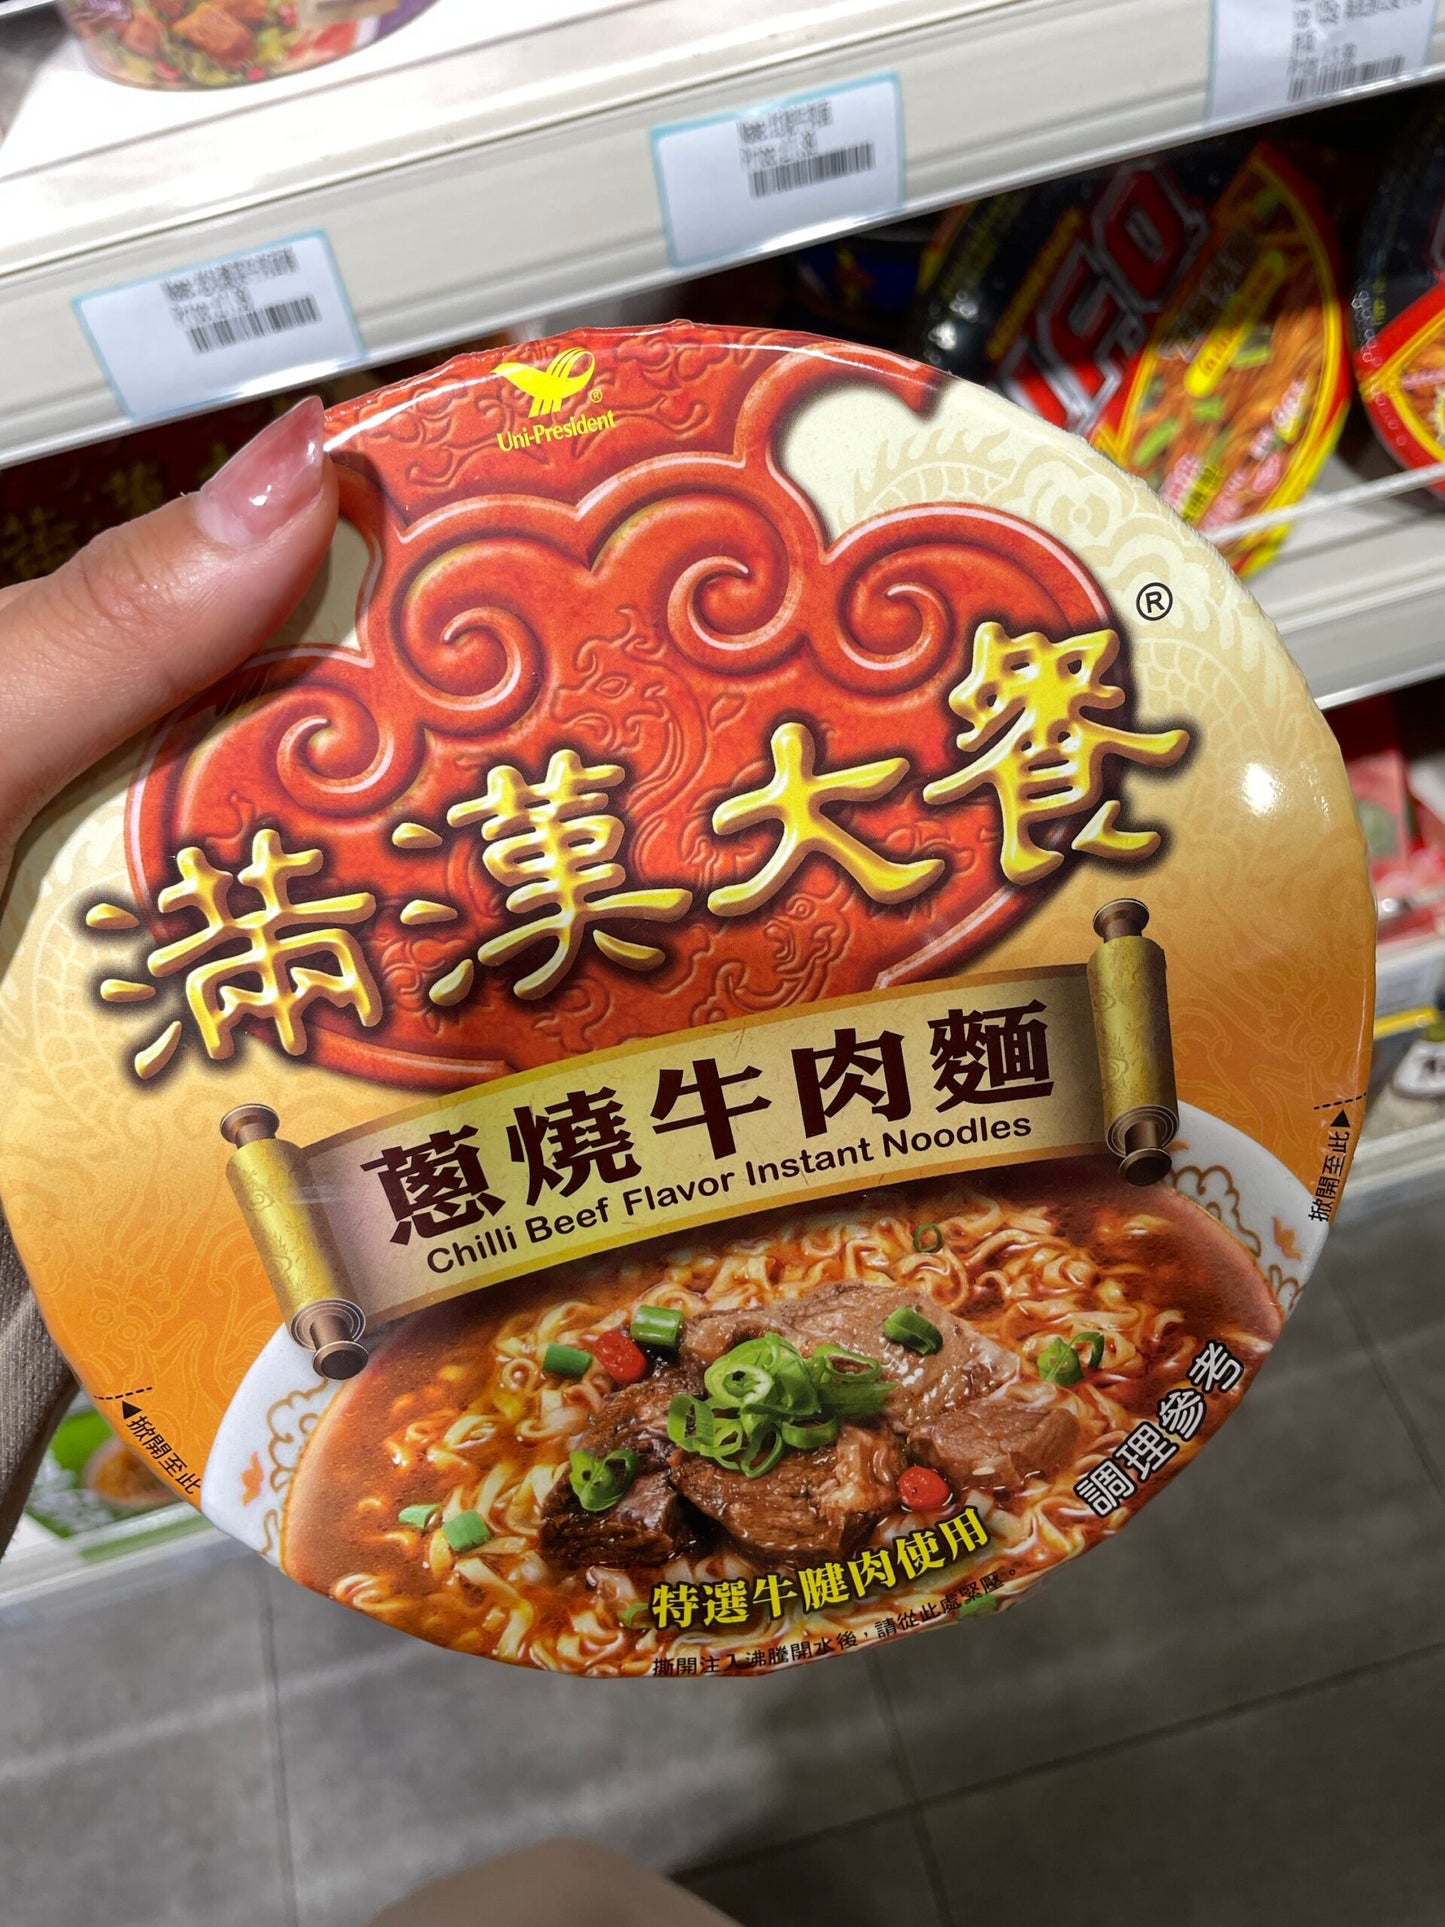 Uni-President
®
®
滿漢大餐
蔥燒牛肉麵
Chilli Beef Flavor Instant Noodles
掀開至此
掀開至此
調理參考
特選牛腱肉使用
撕開注入沸騰開水後，請從此處緊壓。